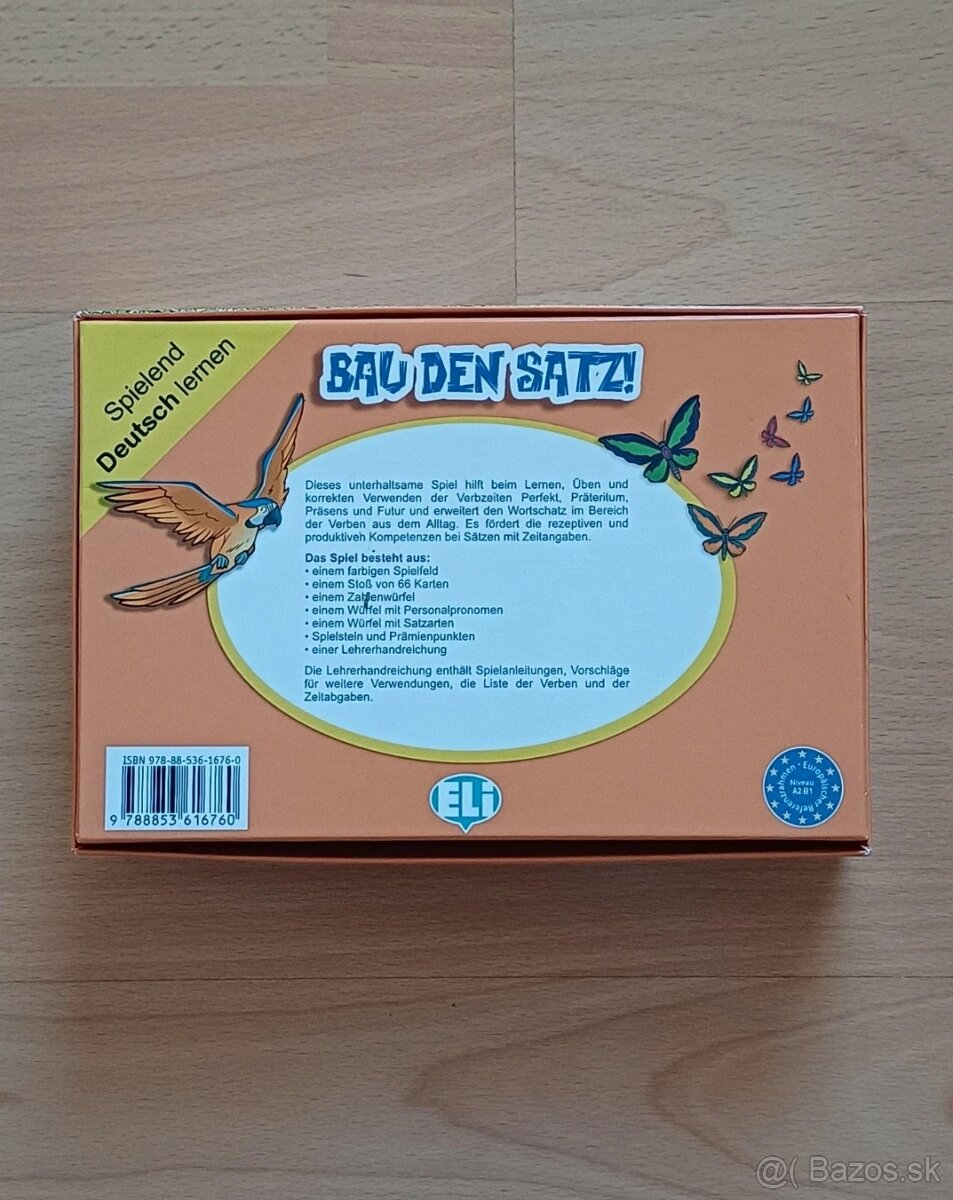 Spielend
Deutsch lernen
BAU DEN SATZ!
Dieses unterhaltsame Spiel hilft beim Lernen, Üben und
korrekten Verwenden der Verbzeiten Perfekt, Präteritum,
Präsens und Futur und erweitert den Wortschatz im Bereich
der Verben aus dem Alltag. Es fördert die rezeptiven und
produktiveh Kompetenzen bei Sätzen mit Zeitangaben.
Das Spiel besteht aus:
• einem farbigen Spielfeld
• einem Stoß von 66 Karten
• einem Zahlenwürfel
• einem Würfel mit Personalpronomen
• einem Würfel mit Satzarten
• Spielsteln und Prämienpunkten
• einer Lehrerhandreichung
Die Lehrerhandreichung enthält Spielanleitungen, Vorschläge
für weitere Verwendungen, die Liste der Verben und der
Zeitabgaben.
ISBN 978-88-536-1676-0
9 788853 616760
ELi
Europäischer Referenzrahmen
Niveau
A2-B1
@( Bazos.sk